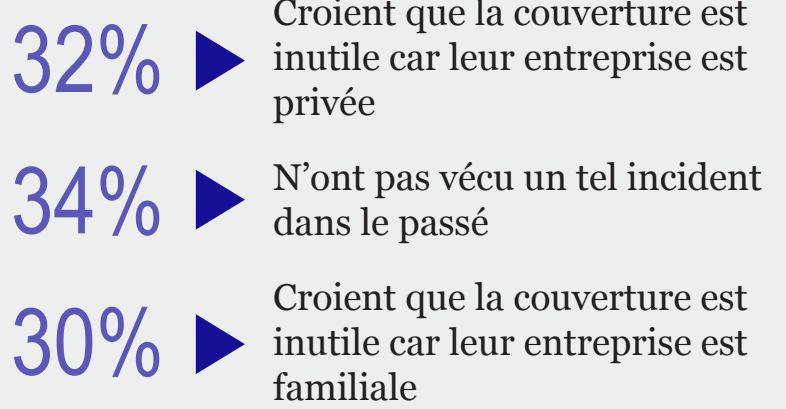 32%
Croient que la couverture est
inutile car leur entreprise est
privée
34%
N’ont pas vécu un tel incident
dans le passé
30%
Croient que la couverture est
inutile car leur entreprise est
familiale